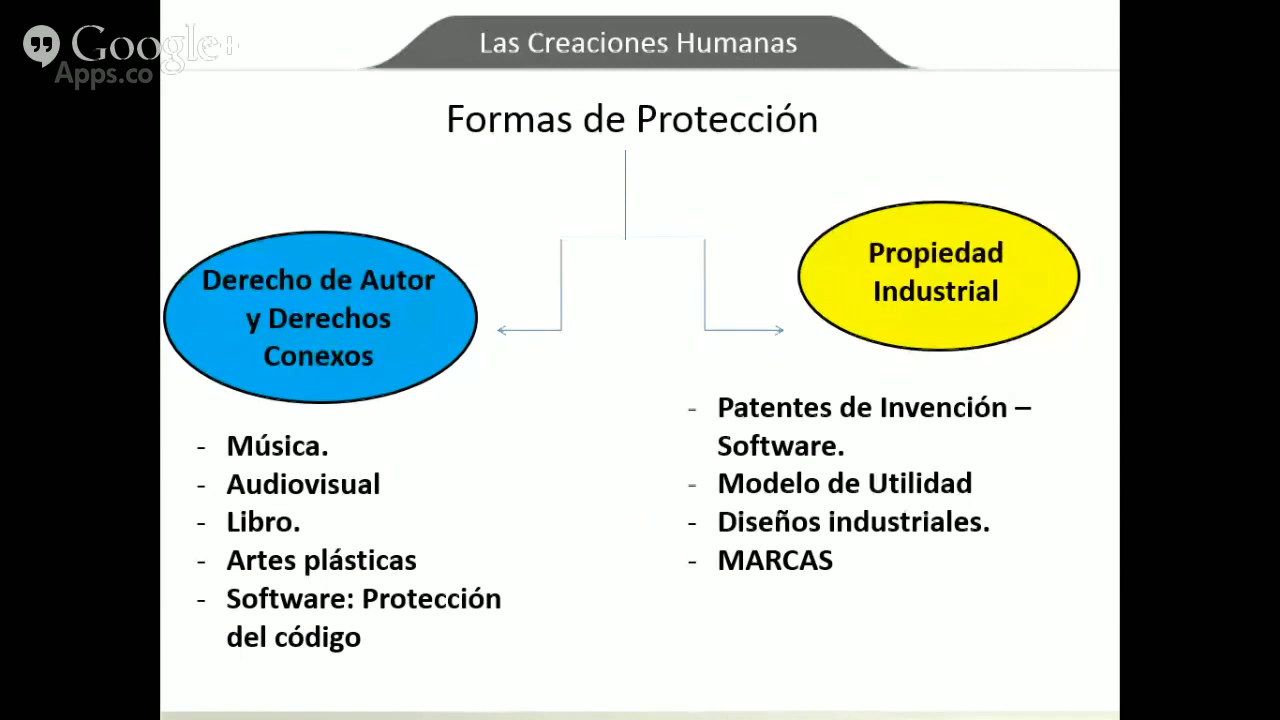 Google+
Apps.co
Las Creaciones Humanas
Formas de Protección
Derecho de Autor
y Derechos
Conexos
- Música.
- Audiovisual
- Libro.
- Artes plásticas
- Software: Protección
del código
Propiedad
Industrial
- Patentes de Invención –
Software.
- Modelo de Utilidad
- Diseños industriales.
- MARCAS